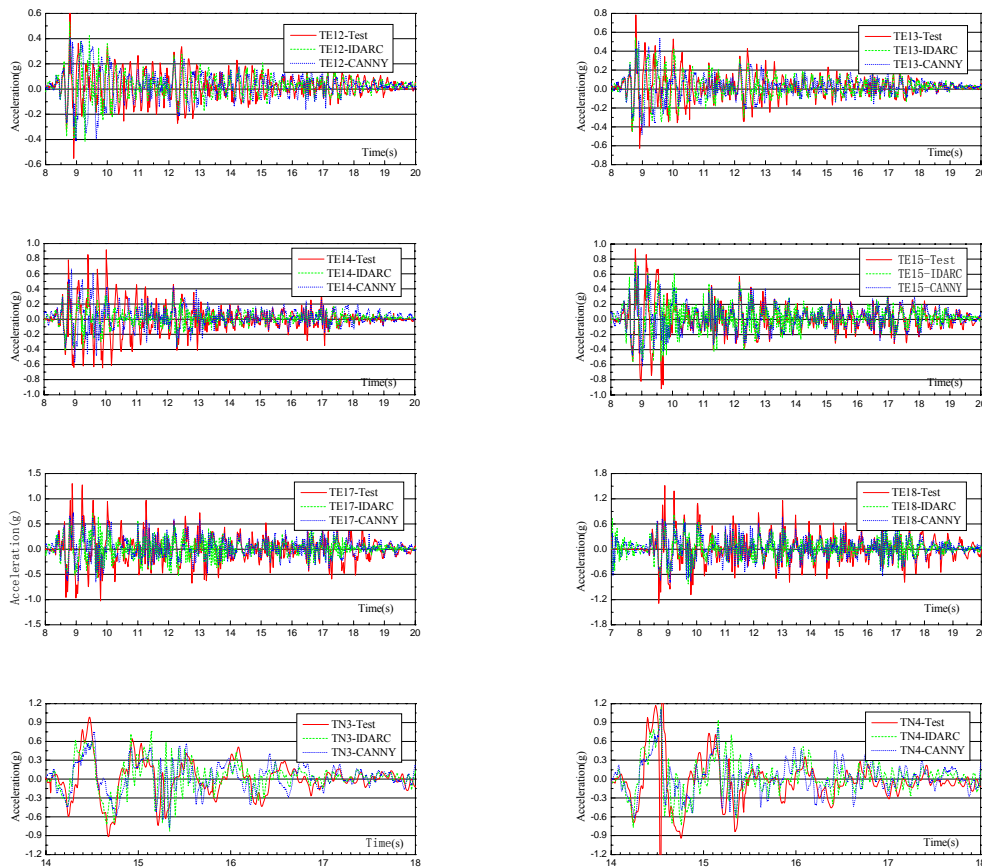 0.6
0.4
0.2
0.0
-0.2
-0.4
-0.6
Acceleration(g)
TE12-Test
TE12-IDARC
TE12-CANNY
Time(s)
8 9 10 11 12 13 14 15 16 17 18 19 20
0.8
0.6
0.4
0.2
0.0
-0.2
-0.4
-0.6
-0.8
Acceleration(g)
TE13-Test
TE13-IDARC
TE13-CANNY
Time(s)
8 9 10 11 12 13 14 15 16 17 18 19 20
1.0
0.8
0.6
0.4
0.2
0.0
-0.2
-0.4
-0.6
-0.8
-1.0
Acceleration(g)
TE14-Test
TE14-IDARC
TE14-CANNY
Time(s)
8 9 10 11 12 13 14 15 16 17 18 19 20
1.0
0.8
0.6
0.4
0.2
0.0
-0.2
-0.4
-0.6
-0.8
-1.0
Acceleration(g)
TE15-Test
TE15-IDARC
TE15-CANNY
Time(s)
8 9 10 11 12 13 14 15 16 17 18 19 20
1.5
1.0
0.5
0.0
-0.5
-1.0
-1.5
Acceleration(g)
TE17-Test
TE17-IDARC
TE17-CANNY
Time(s)
8 9 10 11 12 13 14 15 16 17 18 19 20
1.8
1.2
0.6
0.0
-0.6
-1.2
-1.8
Acceleration(g)
TE18-Test
TE18-IDARC
TE18-CANNY
Time(s)
7 8 9 10 11 12 13 14 15 16 17 18 19 20
1.2
0.9
0.6
0.3
0.0
-0.3
-0.6
-0.9
-1.2
Acceleration(g)
TN3-Test
TN3-IDARC
TN3-CANNY
Time(s)
14 15 16 17 18
1.2
0.9
0.6
0.3
0.0
-0.3
-0.6
-0.9
-1.2
Acceleration(g)
TN4-Test
TN4-IDARC
TN4-CANNY
Time(s)
14 15 16 17 18